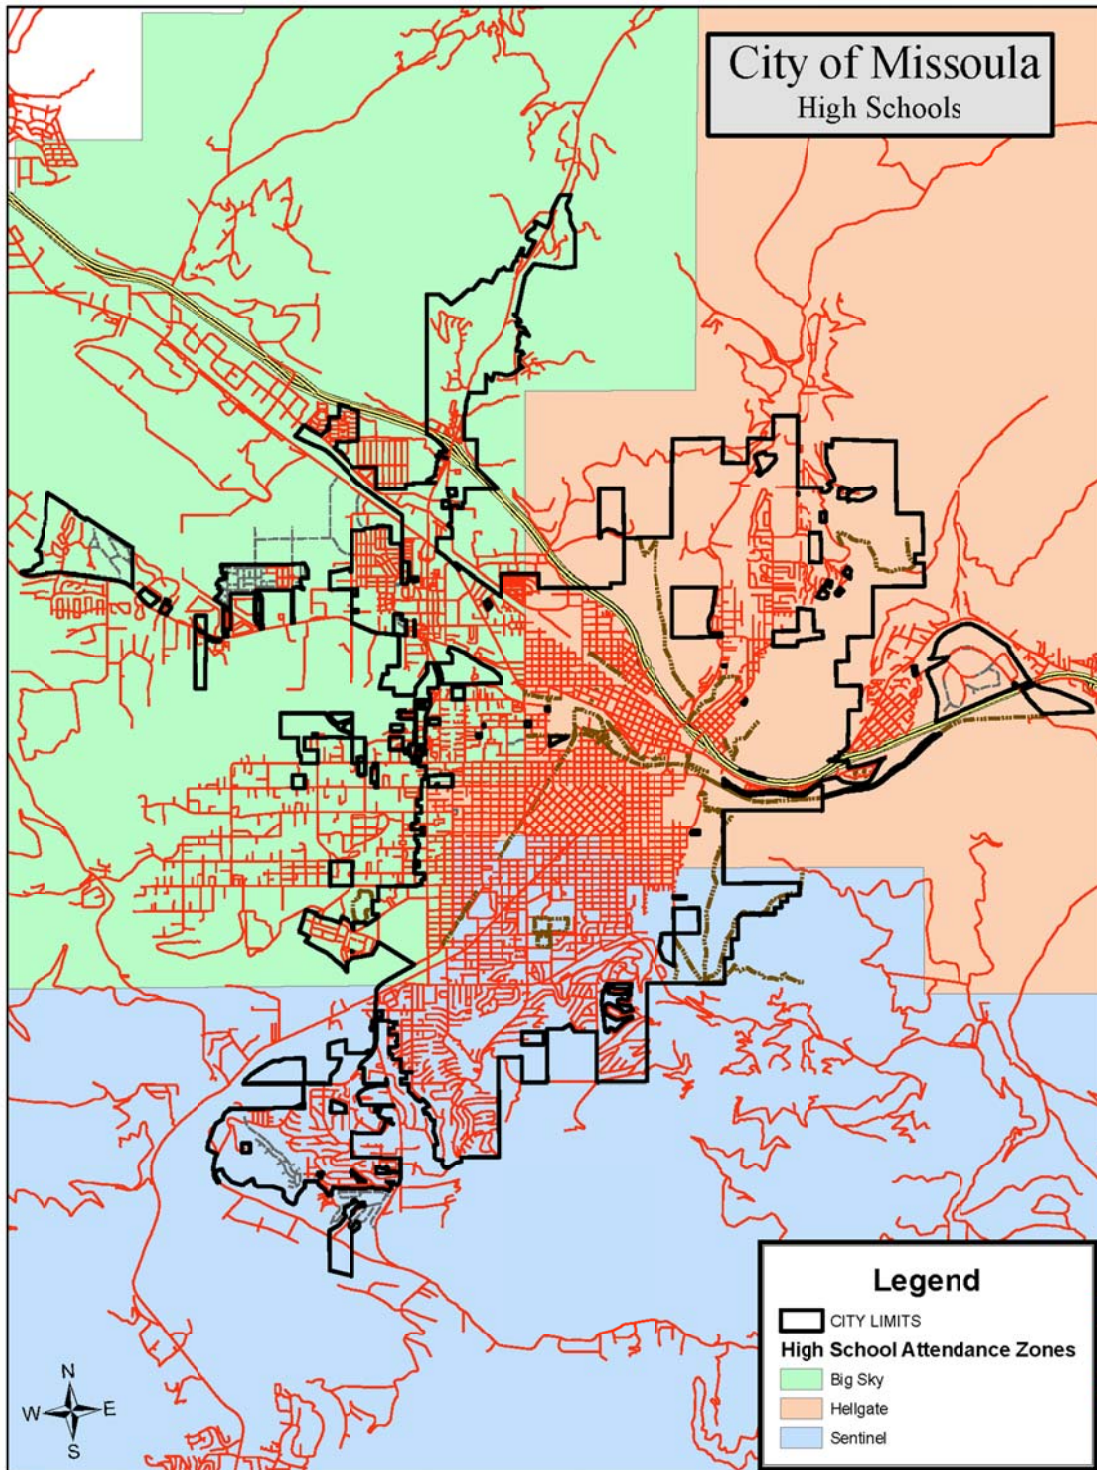 City of Missoula
High Schools
Legend
CITY LIMITS
High School Attendance Zones
Big Sky
Hellgate
Sentinel
N
W E
S